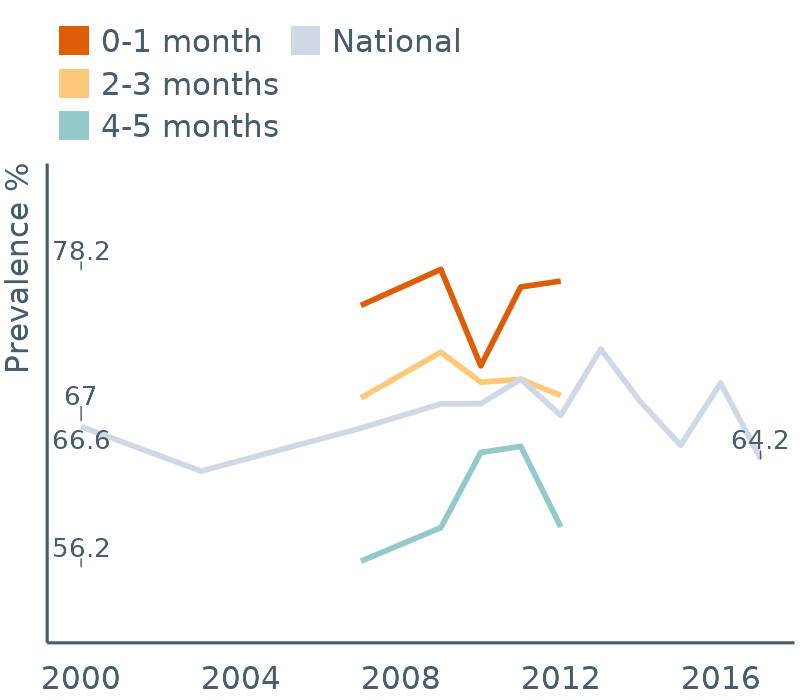 0-1 month National
2-3 months
4-5 months
Prevalence %
78.2
67
66.6
64.2
56.2
2000 2004 2008 2012 2016